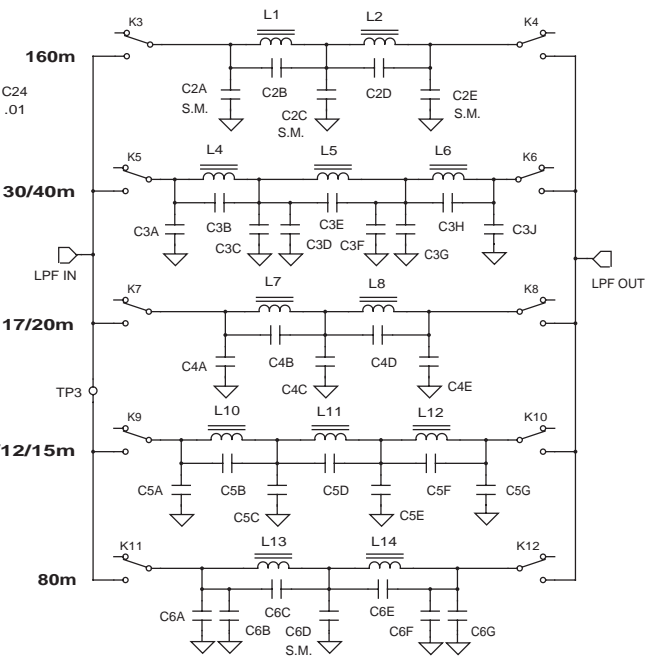 K3
L1
L2
K4
160m
C24
.01
C2A
S.M.
C2B
C2C
S.M.
C2D
C2E
S.M.
K5
L4
L5
L6
K6
30/40m
C3A
C3B
C3C
C3D
C3E
C3F
C3G
C3H
C3J
LPF IN
LPF OUT
K7
L7
L8
K8
17/20m
C4A
C4B
C4C
C4D
C4E
TP3
K9
L10
L11
L12
K10
/12/15m
C5A
C5B
C5C
C5D
C5E
C5F
C5G
K11
L13
L14
K12
80m
C6A
C6B
C6C
C6D
S.M.
C6E
C6F
C6G